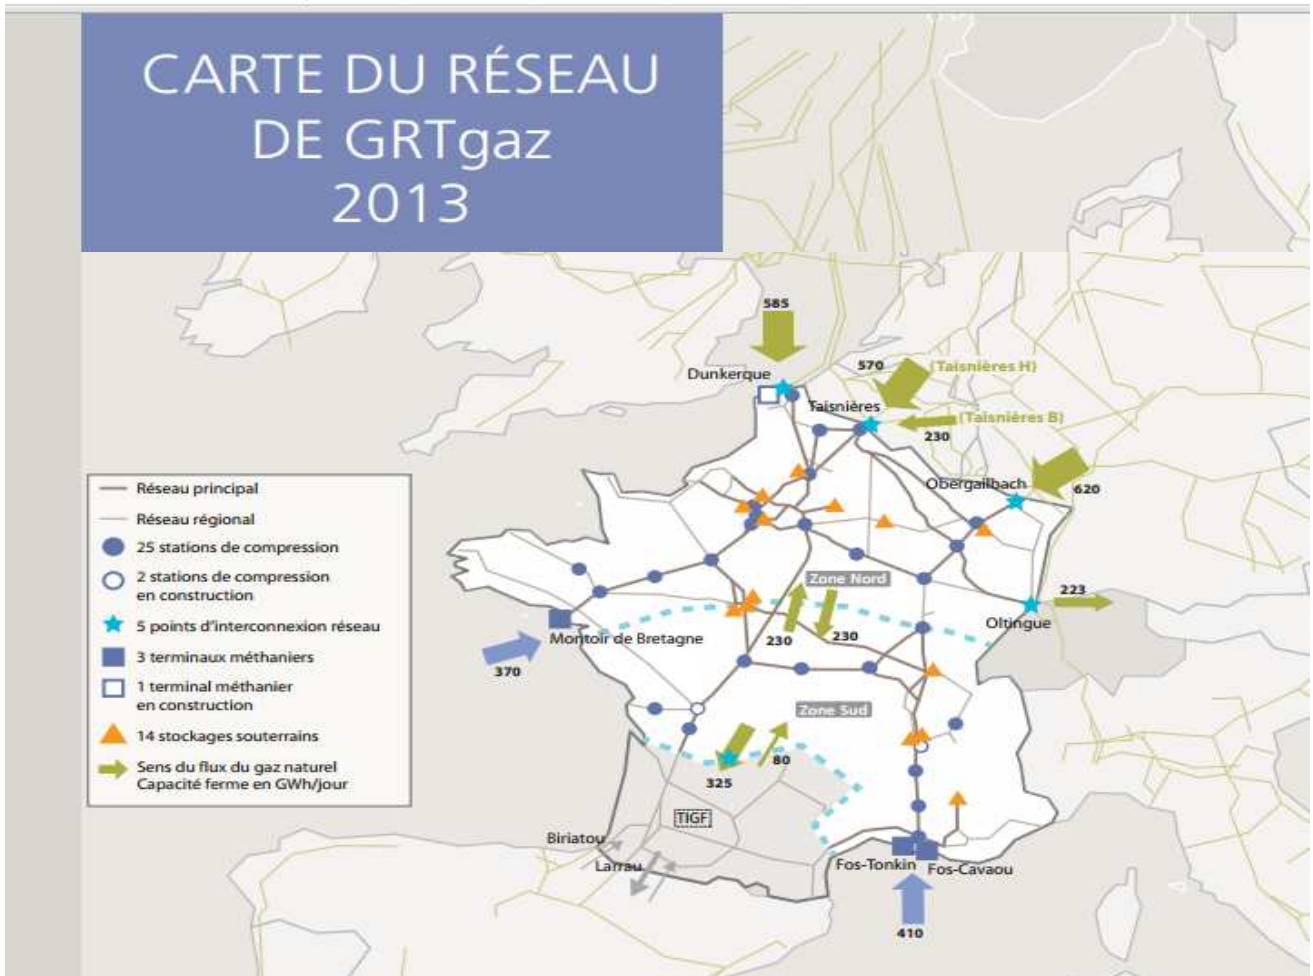 CARTE DU RÉSEAU
DE GRTgaz
2013
585
Dunkerque
570
(Taisnières H)
Taisnières
(Taisnières B)
230
Obergailbach
620
Réseau principal
Réseau régional
25 stations de compression
2 stations de compression
en construction
5 points d'interconnexion réseau
3 terminaux méthaniers
1 terminal méthanier
en construction
14 stockages souterrains
Sens du flux du gaz naturel
Capacité ferme en GWh/jour
Zone Nord
223
Oltingue
Montoir de Bretagne
230
230
370
Zone Sud
80
325
TIGF
Biriatou
Larrau
Fos-Tonkin
Fos-Cavaou
410